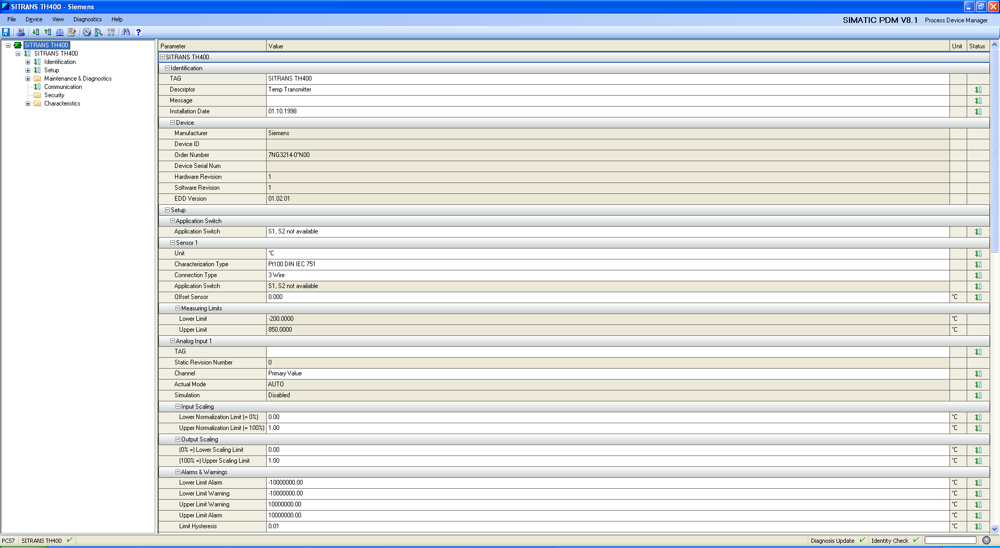 SITRANS TH400 - Siemens
File Device View Diagnostics Help
SIMATIC PDM V8.1 Process Device Manager
SITRANS TH400
SITRANS TH400
Identification
Setup
Maintenance & Diagnostics
Communication
Security
Characteristics
Parameter Value Unit Status
SITRANS TH400
Identification
TAG SITRANS TH400
Descriptor Temp Transmitter
Message
Installation Date 01.10.1998
Device
Manufacturer Siemens
Device ID
Order Number 7NG3214-0*N00
Device Serial Num
Hardware Revision 1
Software Revision 1
EDD Version 01.02.01
Setup
Application Switch
Application Switch S1, S2 not available
Sensor 1
Unit °C
Characterization Type Pt100 DIN IEC 751
Connection Type 3 Wire
Application Switch S1, S2 not available
Offset Sensor 0.000 °C
Measuring Limits
Lower Limit -200.0000 °C
Upper Limit 850.0000 °C
Analog Input 1
TAG
Static Revision Number 0
Channel Primary Value
Actual Mode AUTO
Simulation Disabled
Input Scaling
Lower Normalization Limit (= 0%) 0.00 °C
Upper Normalization Limit (= 100%) 1.00 °C
Output Scaling
(0% =) Lower Scaling Limit 0.00 °C
(100% =) Upper Scaling Limit 1.00 °C
Alarms & Warnings
Lower Limit Alarm -10000000.00 °C
Lower Limit Warning -10000000.00 °C
Upper Limit Warning 10000000.00 °C
Upper Limit Alarm 10000000.00 °C
Limit Hysteresis 0.01 °C
PCS7 SITRANS TH400 Diagnosis Update Identity Check